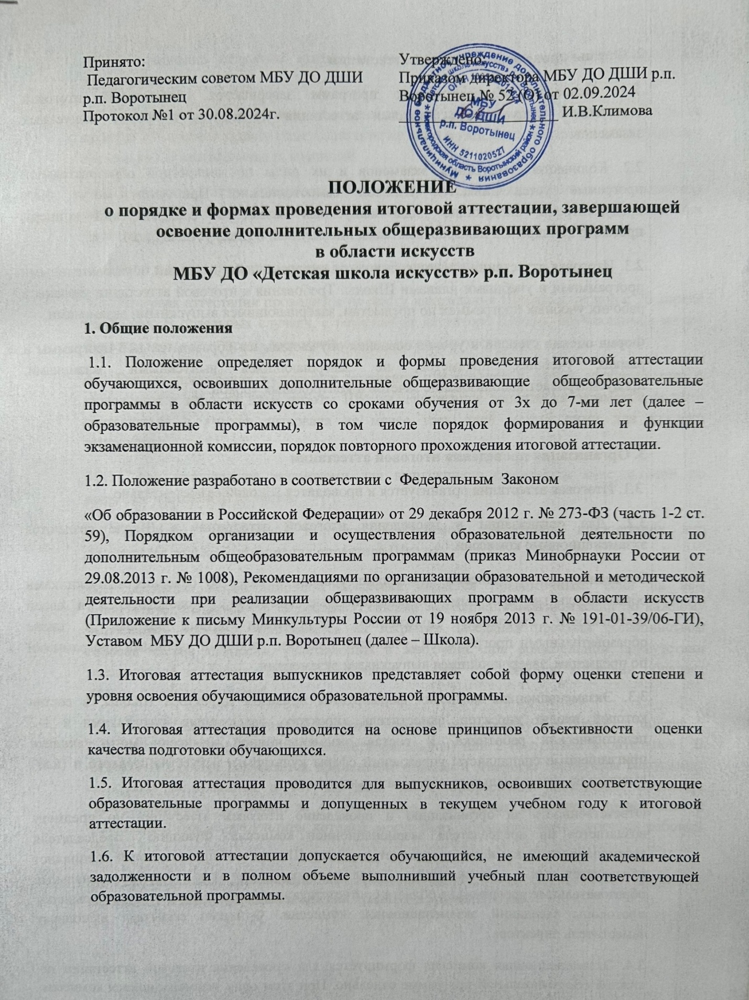 Принято:
Педагогическим советом МБУ ДО ДШИ
р.п. Воротынец
Протокол №1 от 30.08.2024г.
Утверждено:
Приказом директора МБУ ДО ДШИ р.п.
Воротынец № 52 (О) от 02.09.2024
И.В.Климова
Муниципальное бюджетное учреждение дополнительного образования
Нижегородская область Воротынский район
МБУ
ДО ДШИ
р.п. Воротынец
ИНН 5211020527
ПОЛОЖЕНИЕ
о порядке и формах проведения итоговой аттестации, завершающей
освоение дополнительных общеразвивающих программ
в области искусств
МБУ ДО «Детская школа искусств» р.п. Воротынец
1. Общие положения
1.1. Положение определяет порядок и формы проведения итоговой аттестации
обучающихся, освоивших дополнительные общеразвивающие общеобразовательные
программы в области искусств со сроками обучения от 3х до 7-ми лет (далее –
образовательные программы), в том числе порядок формирования и функции
экзаменационной комиссии, порядок повторного прохождения итоговой аттестации.
1.2. Положение разработано в соответствии с Федеральным Законом
«Об образовании в Российской Федерации» от 29 декабря 2012 г. № 273-ФЗ (часть 1-2 ст.
59), Порядком организации и осуществления образовательной деятельности по
дополнительным общеобразовательным программам (приказ Минобрнауки России от
29.08.2013 г. № 1008), Рекомендациями по организации образовательной и методической
деятельности при реализации общеразвивающих программ в области искусств
(Приложение к письму Минкультуры России от 19 ноября 2013 г. № 191-01-39/06-ГИ),
Уставом МБУ ДО ДШИ р.п. Воротынец (далее – Школа).
1.3. Итоговая аттестация выпускников представляет собой форму оценки степени и
уровня освоения обучающимися образовательной программы.
1.4. Итоговая аттестация проводится на основе принципов объективности оценки
качества подготовки обучающихся.
1.5. Итоговая аттестация проводится для выпускников, освоивших соответствующие
образовательные программы и допущенных в текущем учебном году к итоговой
аттестации.
1.6. К итоговой аттестации допускается обучающийся, не имеющий академической
задолженности и в полном объеме выполнивший учебный план соответствующей
образовательной программы.